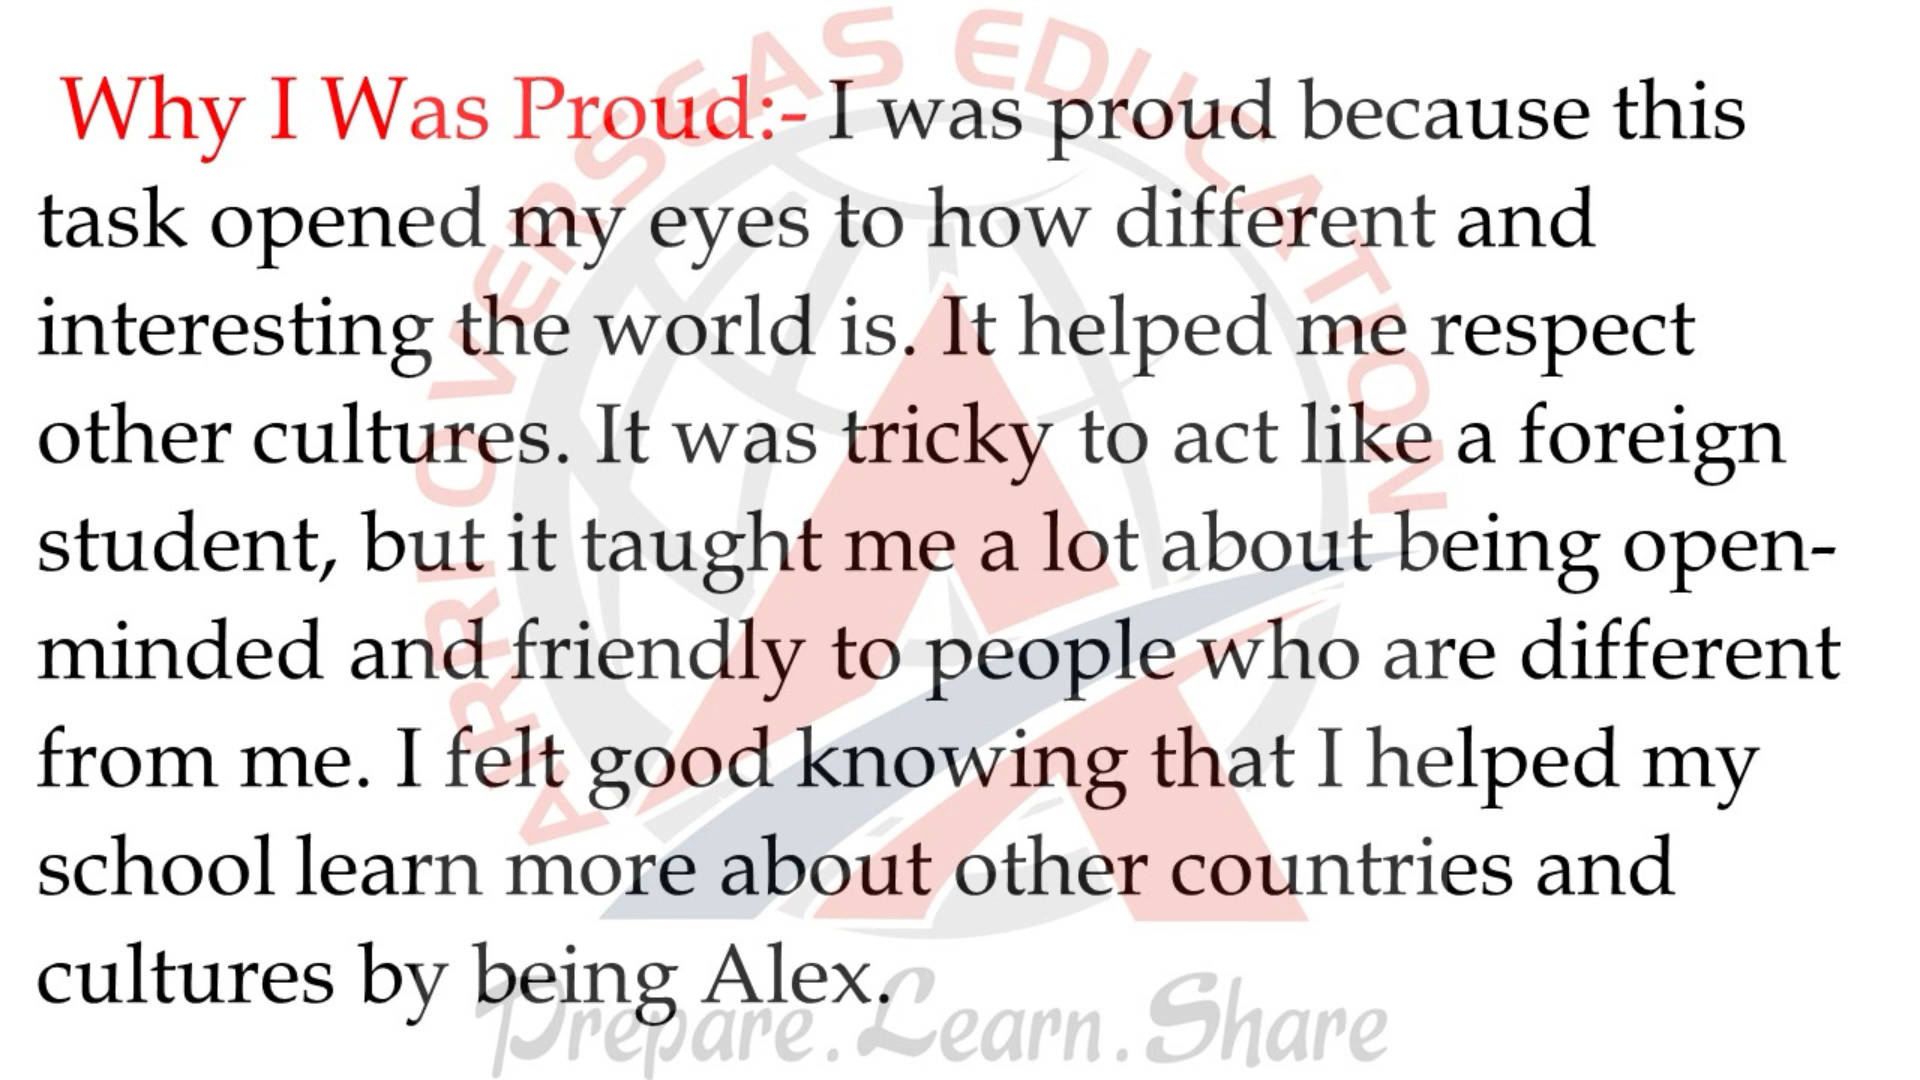 Why I Was Proud:- I was proud because this
task opened my eyes to how different and
interesting the world is. It helped me respect
other cultures. It was tricky to act like a foreign
student, but it taught me a lot about being open-
minded and friendly to people who are different
from me. I felt good knowing that I helped my
school learn more about other countries and
cultures by being Alex.
ARRI OVERSEAS EDUCATION
Prepare. Learn. Share